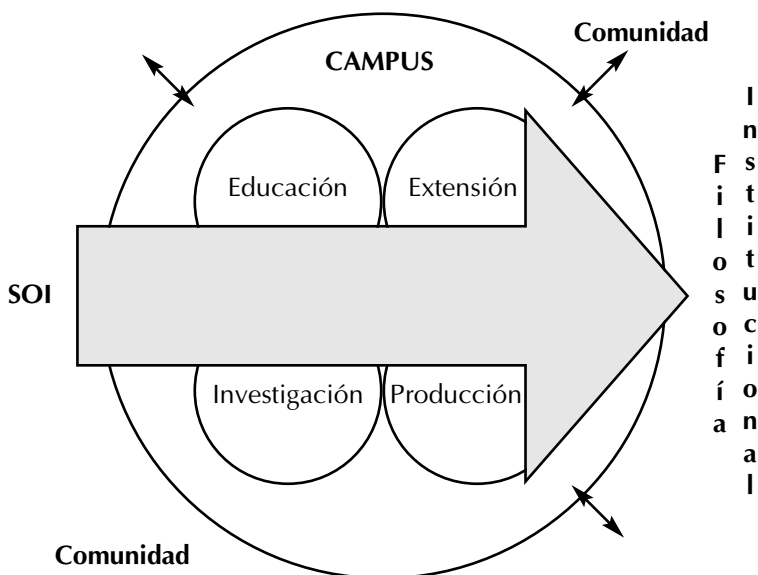 Comunidad
CAMPUS
Educación
Extensión
SOI
Investigación
Producción
Comunidad
Filosofía
Institucional